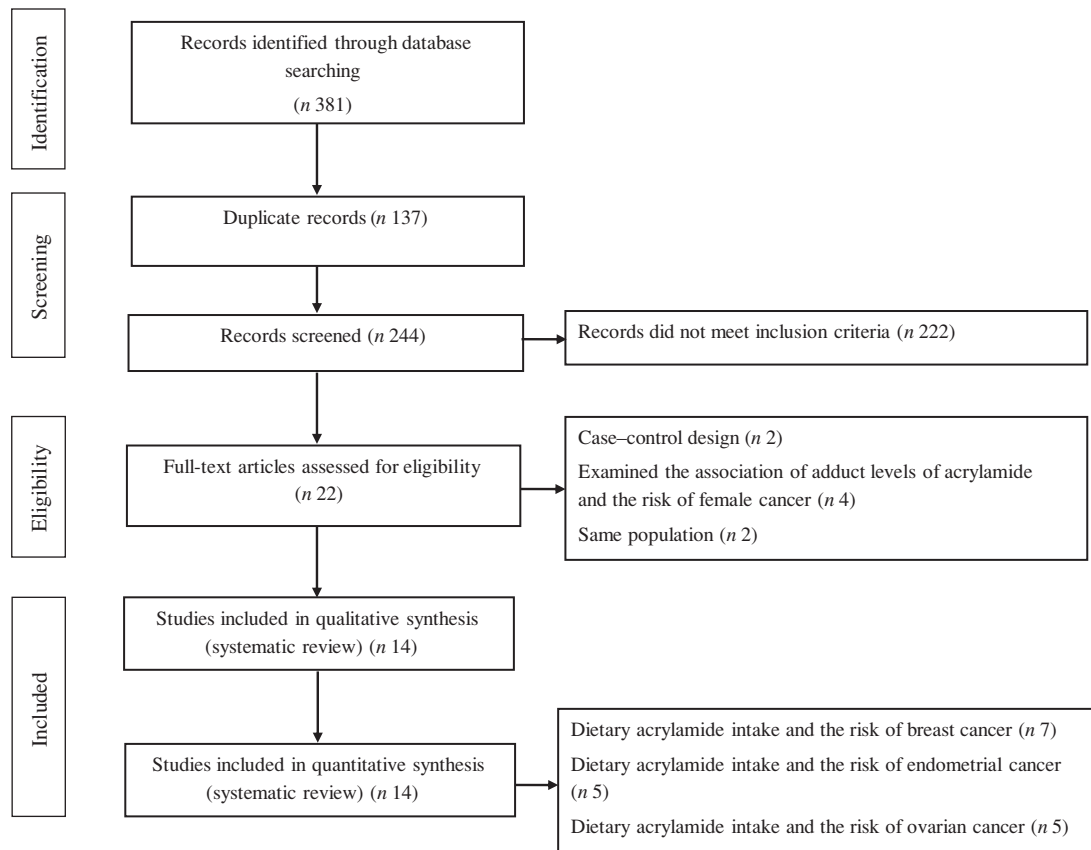 Identification
Records identified through database
searching
(n 381)
Screening
Duplicate records (n 137)
Records screened (n 244)
Records did not meet inclusion criteria (n 222)
Eligibility
Full-text articles assessed for eligibility
(n 22)
Case–control design (n 2)
Examined the association of adduct levels of acrylamide
and the risk of female cancer (n 4)
Same population (n 2)
Included
Studies included in qualitative synthesis
(systematic review) (n 14)
Studies included in quantitative synthesis
(systematic review) (n 14)
Dietary acrylamide intake and the risk of breast cancer (n 7)
Dietary acrylamide intake and the risk of endometrial cancer
(n 5)
Dietary acrylamide intake and the risk of ovarian cancer (n 5)